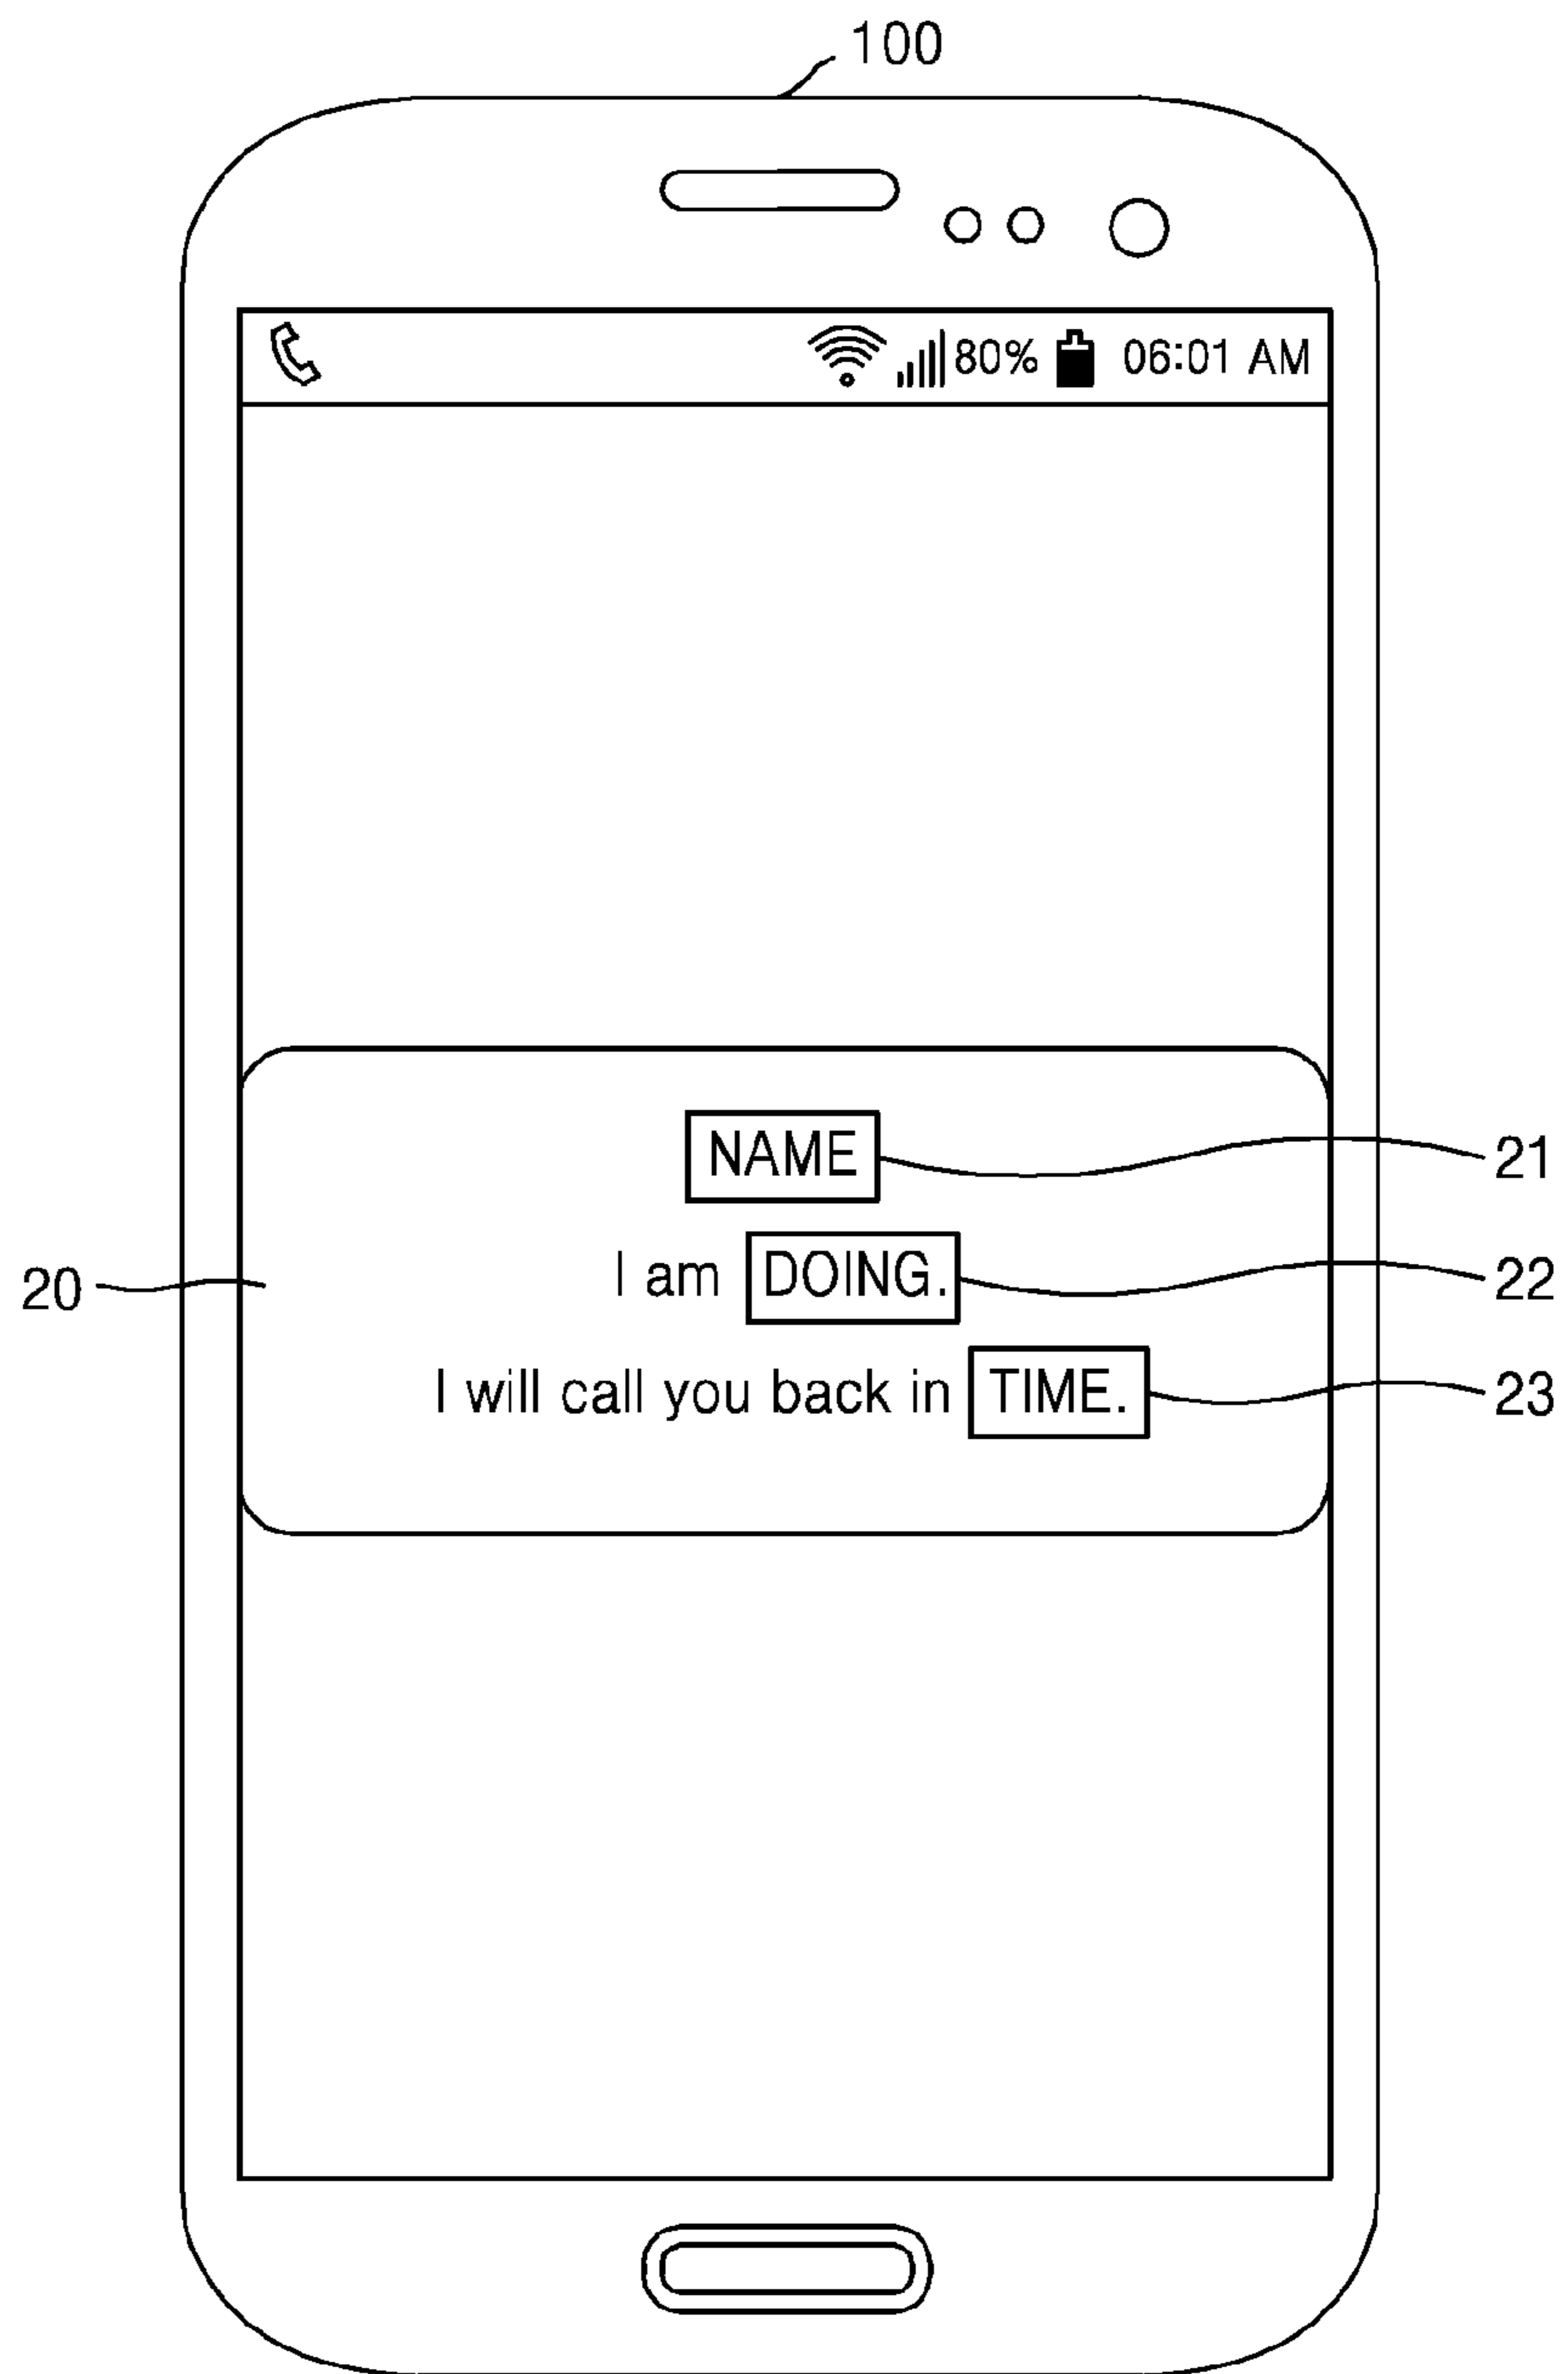 100
80% 06:01 AM
NAME
21
I am DOING.
22
20
I will call you back in TIME.
23